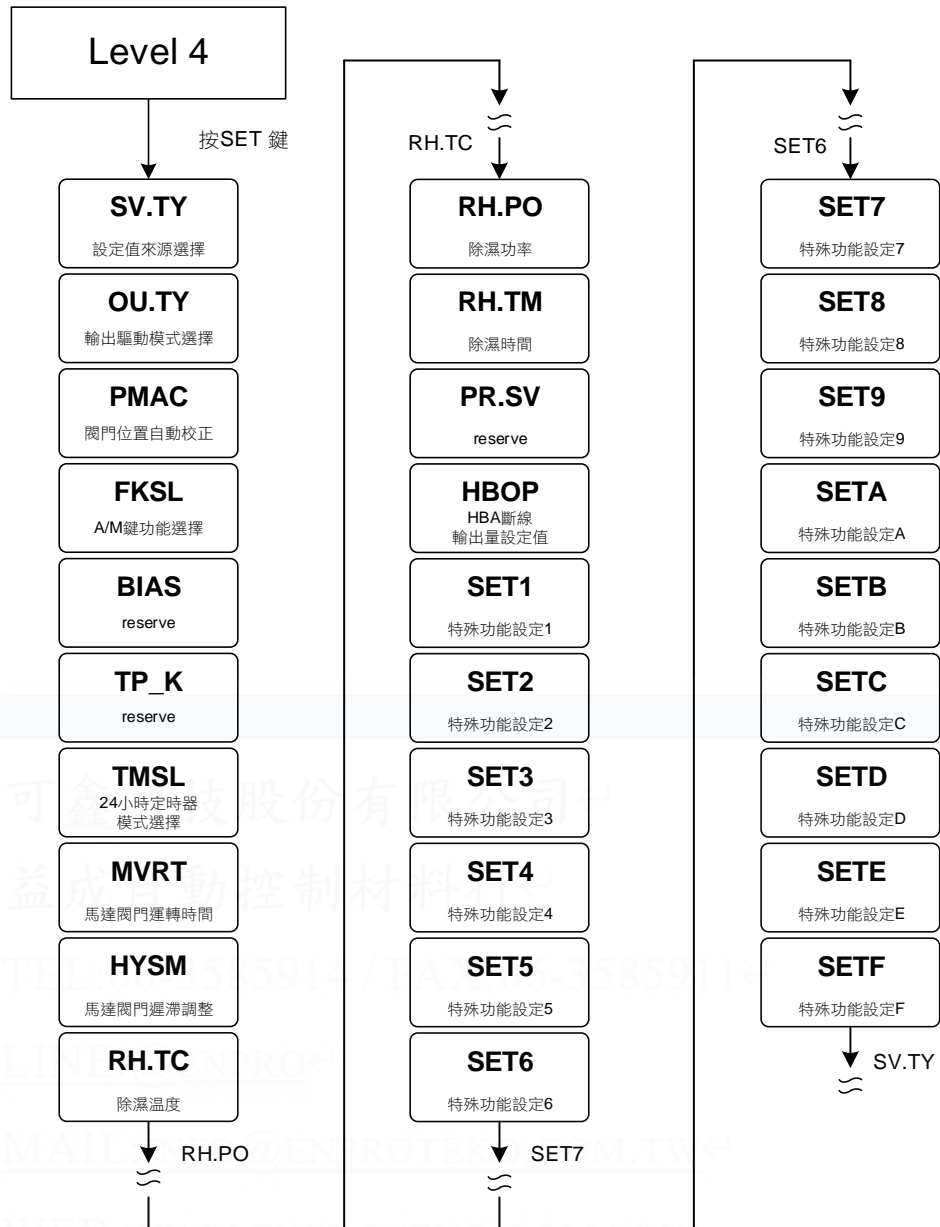 Level 4
按SET 鍵
SV.TY
設定值來源選擇
OU.TY
輸出驅動模式選擇
PMAC
閥門位置自動校正
FKSL
A/M鍵功能選擇
BIAS
reserve
TP_K
reserve
TMSL
24小時定時器
模式選擇
MVRT
馬達閥門運轉時間
HYSM
馬達閥門遲滯調整
RH.TC
除濕温度
RH.PO
RH.TC
RH.PO
除濕功率
RH.TM
除濕時間
PR.SV
reserve
HBOP
HBA斷線
輸出量設定值
SET1
特殊功能設定1
SET2
特殊功能設定2
SET3
特殊功能設定3
SET4
特殊功能設定4
SET5
特殊功能設定5
SET6
特殊功能設定6
SET7
SET6
SET7
特殊功能設定7
SET8
特殊功能設定8
SET9
特殊功能設定9
SETA
特殊功能設定A
SETB
特殊功能設定B
SETC
特殊功能設定C
SETD
特殊功能設定D
SETE
特殊功能設定E
SETF
特殊功能設定F
SV.TY